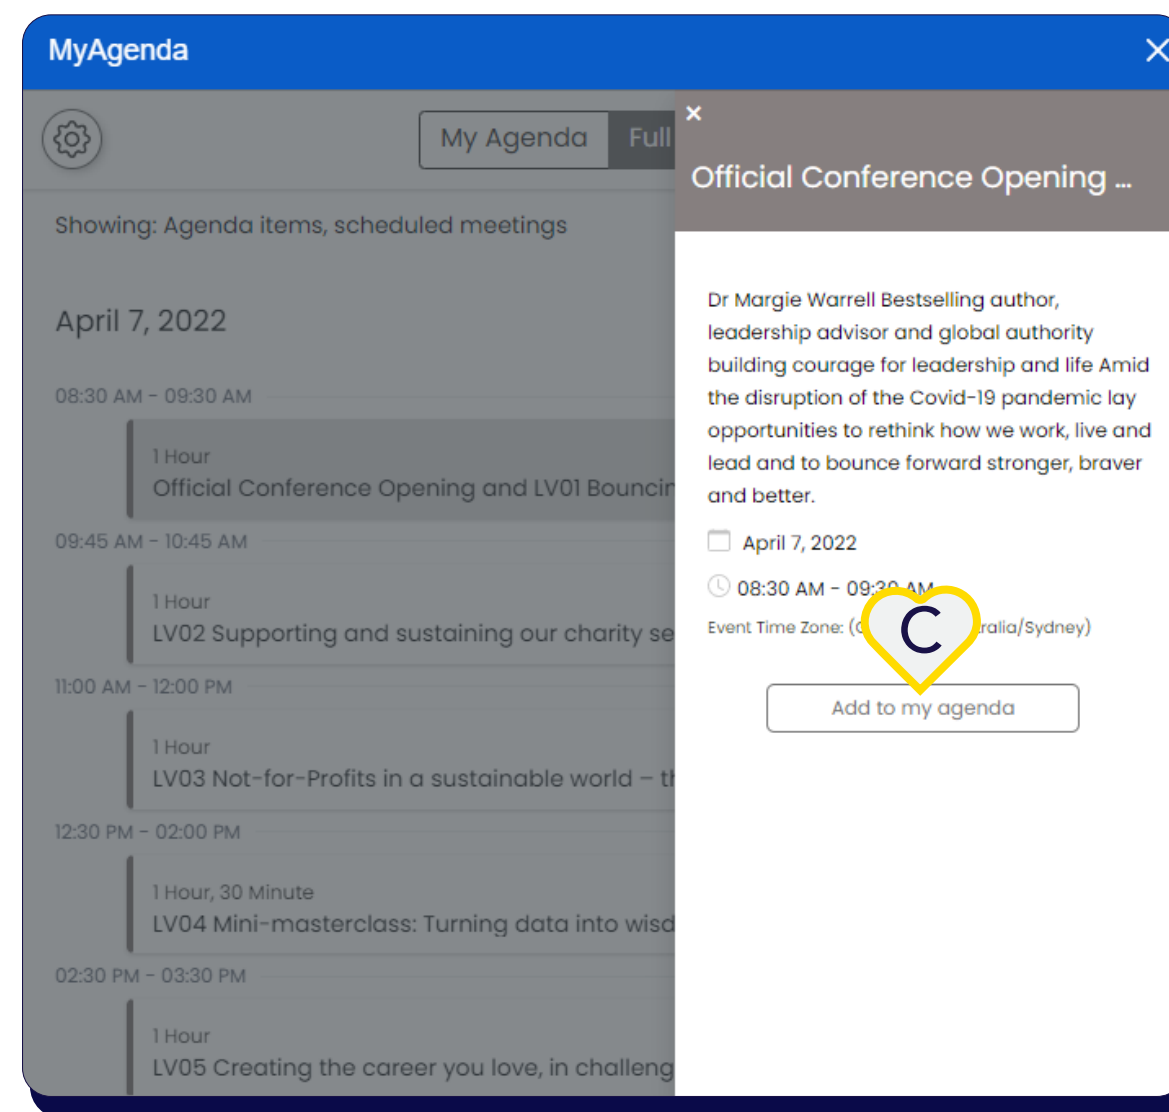 MyAgenda
My Agenda
Full
Showing: Agenda items, scheduled meetings
April 7, 2022
08:30 AM - 09:30 AM
1 Hour
Official Conference Opening and LV01
09:45 AM - 10:45 AM
1 Hour
LV02 Supporting and sustaining our charity
11:00 AM - 12:00 PM
1 Hour
LV03 Not-for-Profits in a sustainable world –
12:30 PM - 02:00 PM
1 Hour, 30 Minute
LV04 Mini-masterclass: Turning data into
02:30 PM - 03:30 PM
1 Hour
LV05 Creating the career you love, in
Official Conference Opening ...
Dr Margie Warrell Bestselling author,
leadership advisor and global authority
building courage for leadership and life Amid
the disruption of the Covid-19 pandemic lay
opportunities to rethink how we work, live and
lead and to bounce forward stronger, braver
and better.
April 7, 2022
08:30 AM - 09:30 AM
Event Time Zone:
C
Add to my agenda